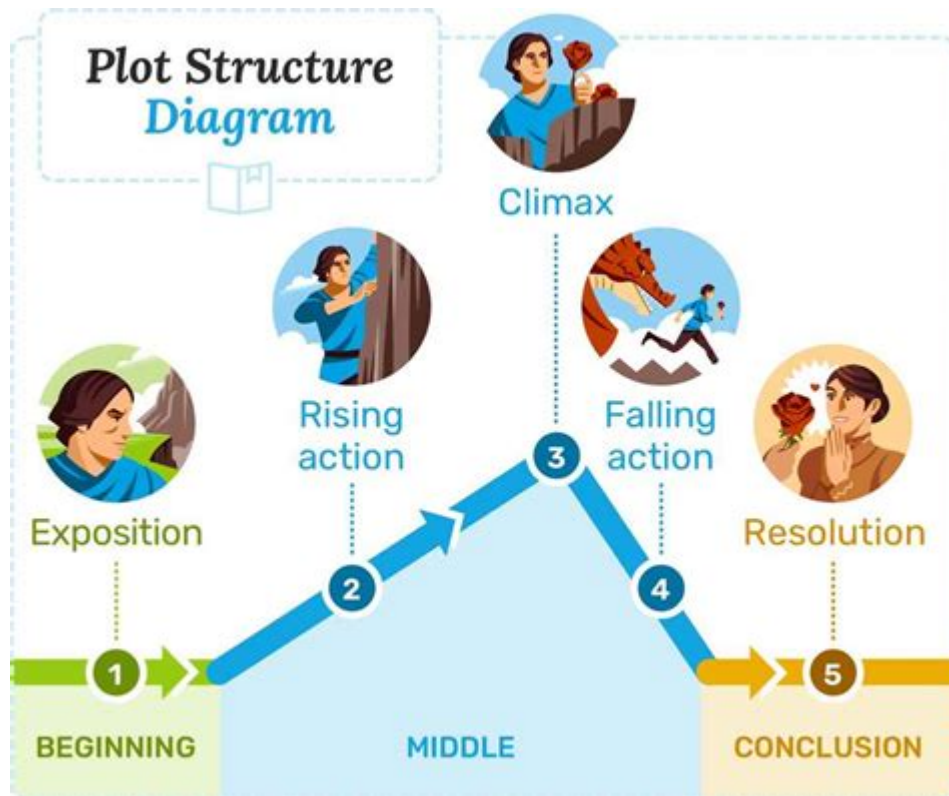 Plot Structure
Diagram
Climax
Rising
action
Falling
action
Exposition
Resolution
3
2
4
1
5
BEGINNING
MIDDLE
CONCLUSION